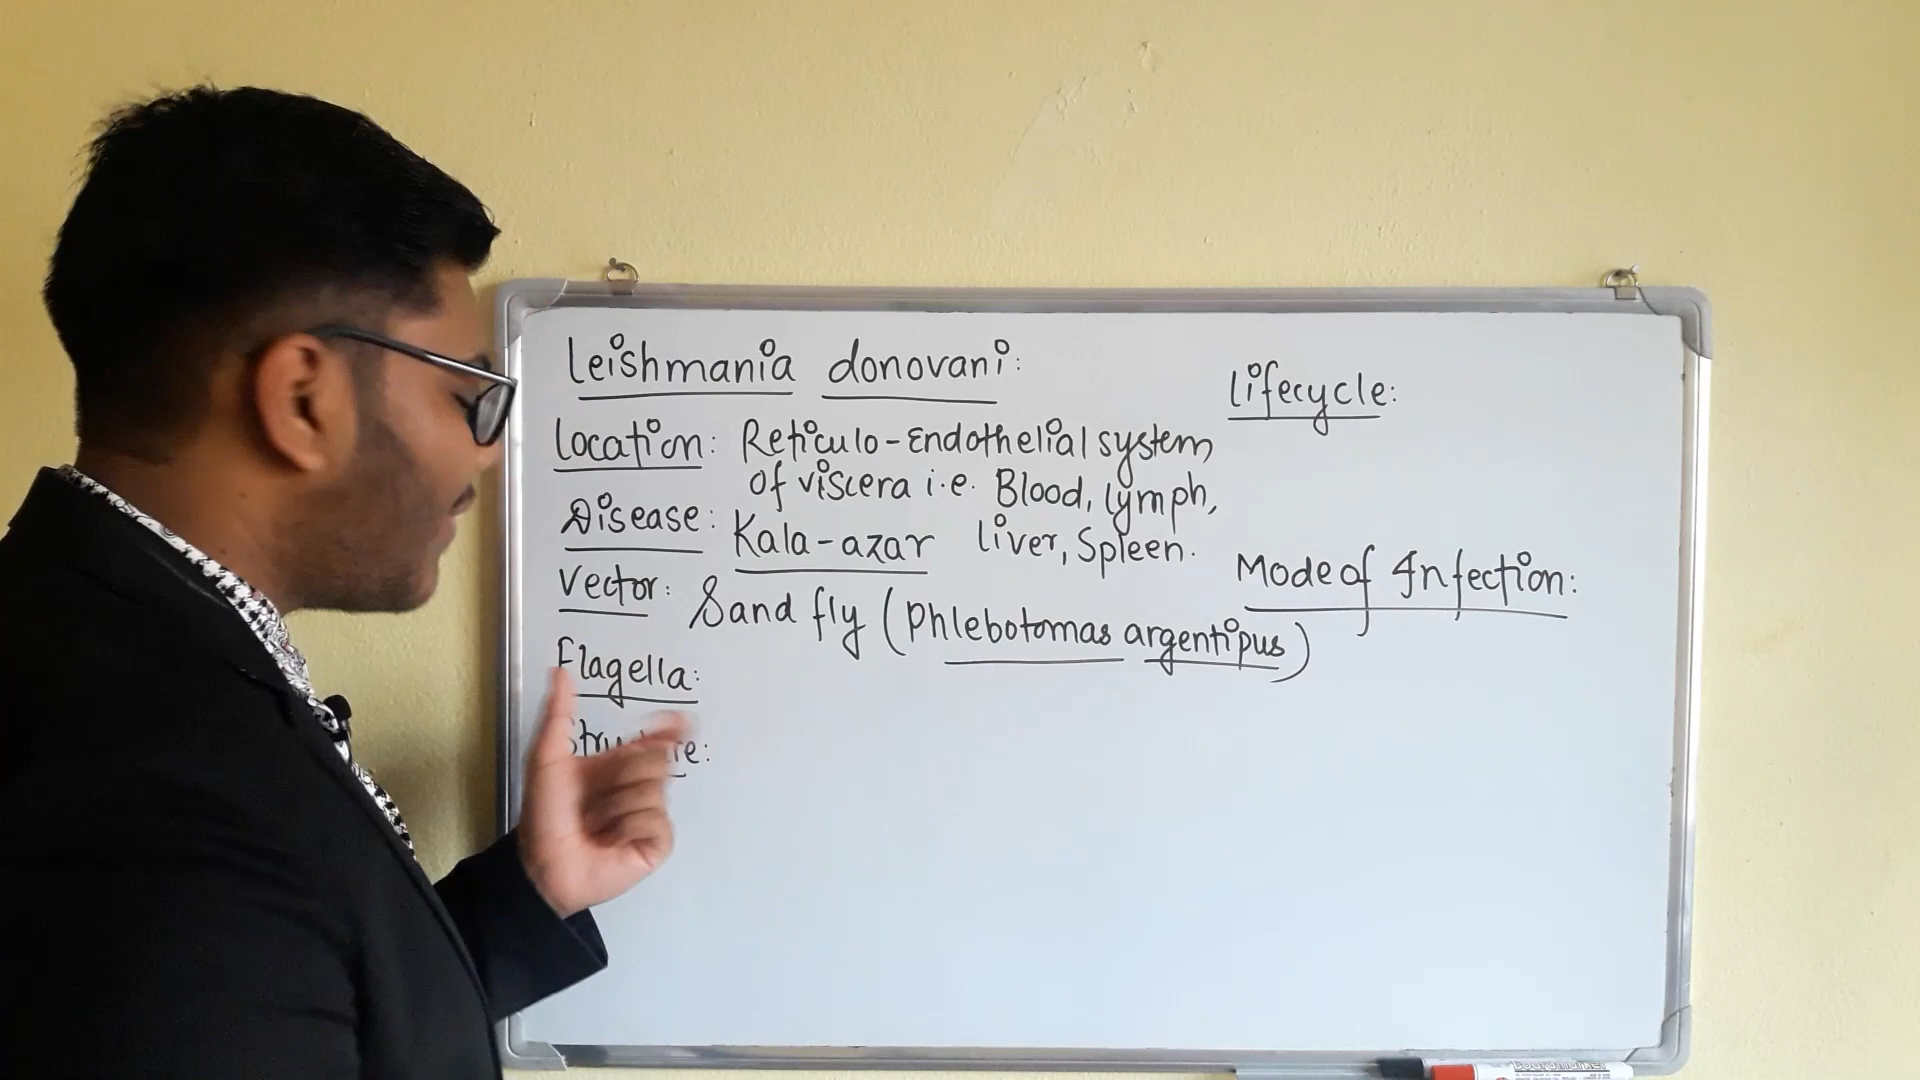 Leishmania donovani:
Location: Reticulo-Endothelial system,
of viscera i.e. Blood, lymph,
liver, Spleen.
Disease: Kala-azar
Vector: Sand fly (Phlebotomas argentipus)
Flagella:
Lifecycle:
Mode of Infection: